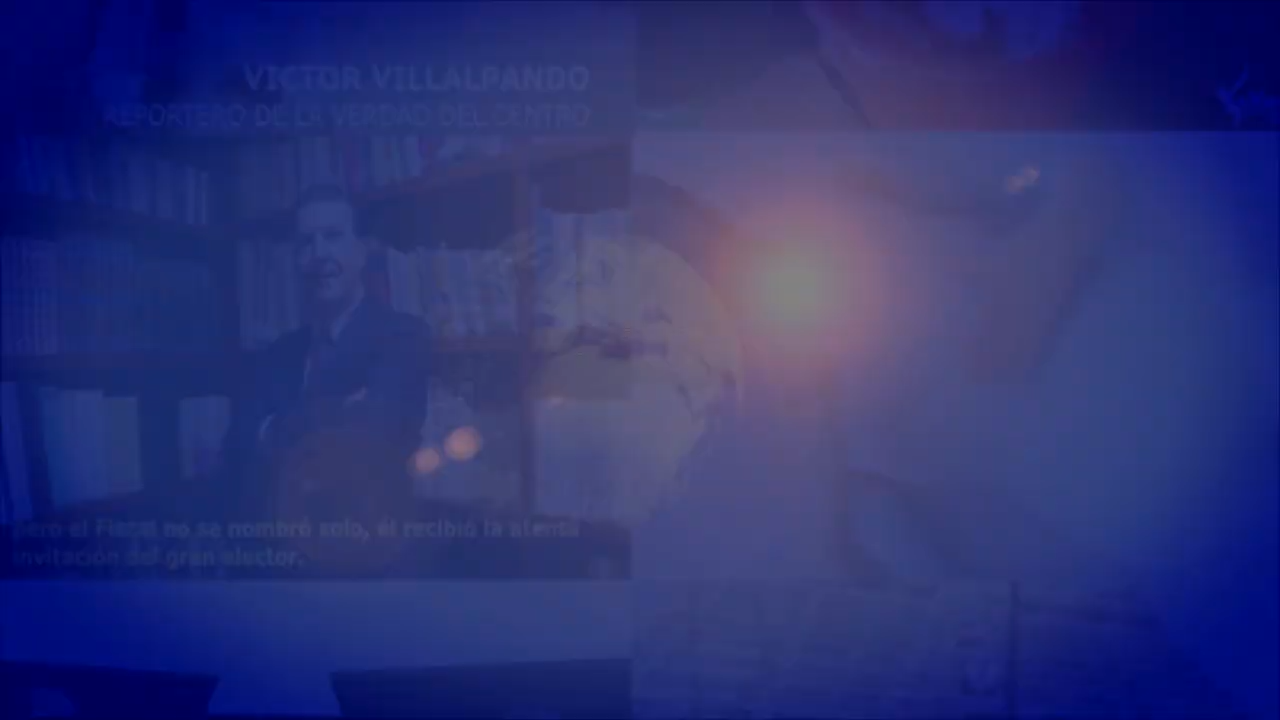 VICTOR VILLALPANDO
REPORTERO DE LA VERDAD DEL CENTRO
Pero el Fiscal no se nombró solo, él recibió la atenta
invitación del gran elector.